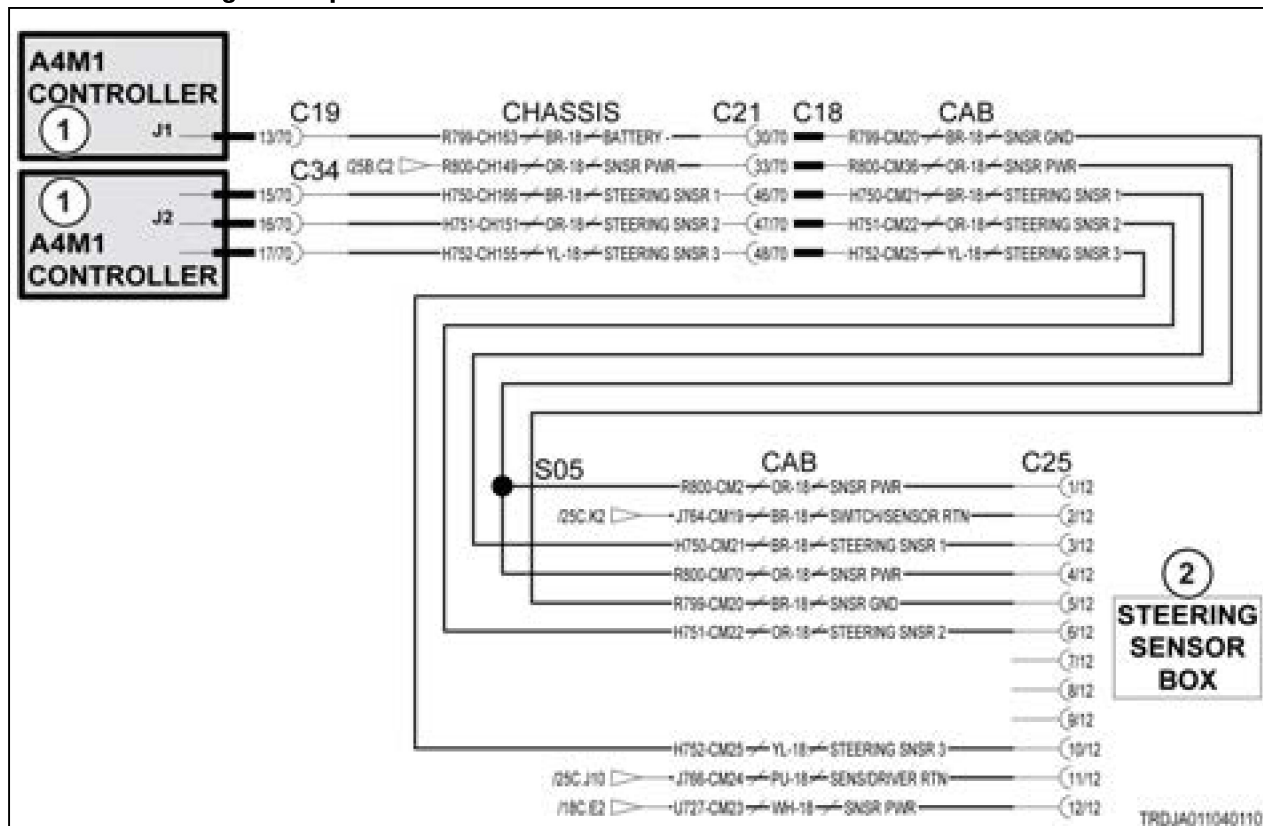 A4M1
CONTROLLER
1
J1
C19 CHASSIS C21 C18 CAB
13/70 R799-CH163 BR-18 BATTERY - 30/70 R799-CM20 BR-18 SNSR GND
C34 /25B.C2 R800-CH149 OR-18 SNSR PWR 33/70 R800-CM36 OR-18 SNSR PWR
1
J2
A4M1
CONTROLLER
15/70 H750-CH166 BR-18 STEERING SNSR 1 46/70 H750-CM21 BR-18 STEERING SNSR 1
16/70 H751-CH151 OR-18 STEERING SNSR 2 47/70 H751-CM22 OR-18 STEERING SNSR 2
17/70 H752-CH155 YL-18 STEERING SNSR 3 48/70 H752-CM25 YL-18 STEERING SNSR 3
S05 CAB C25
R800-CM2 OR-18 SNSR PWR 1/12
/25C.K2 J764-CM19 BR-18 SWITCH/SENSOR RTN 2/12
H750-CM21 BR-18 STEERING SNSR 1 3/12
R800-CM70 OR-18 SNSR PWR 4/12
R799-CM20 BR-18 SNSR GND 5/12
H751-CM22 OR-18 STEERING SNSR 2 6/12
7/12
8/12
9/12
H752-CM25 YL-18 STEERING SNSR 3 10/12
/25C.J10 J766-CM24 PU-18 SENS/DRIVER RTN 11/12
/18C.E2 U727-CM23 WH-18 SNSR PWR 12/12
2
STEERING
SENSOR
BOX
TRDJA011040110